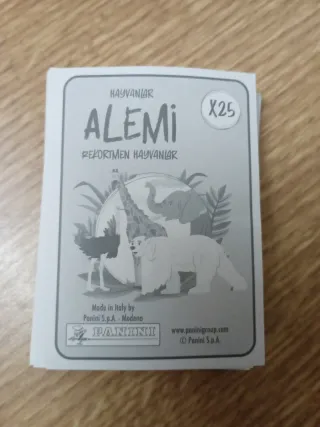 HAYVANLAR
X25
ALEMİ
REKORTMEN HAYVANLAR
Made in Italy by
Panini S.p.A. - Modena
PANINI
www.paninigroup.com
© Panini S.p.A.